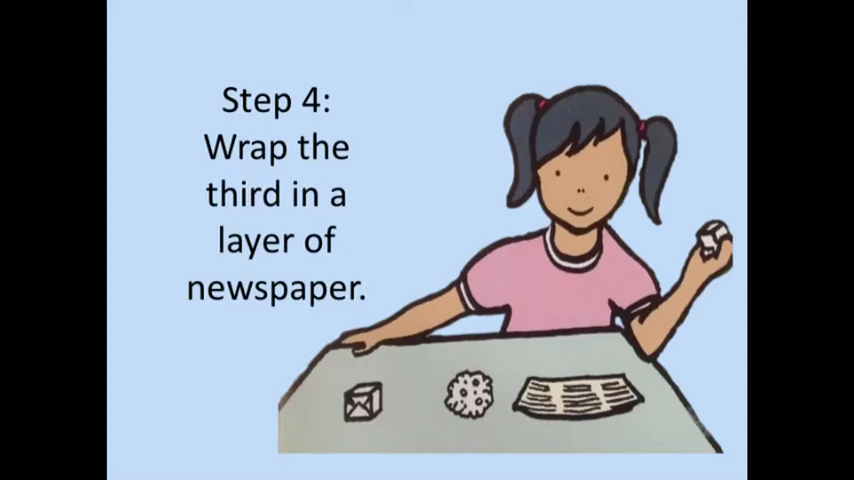 Step 4:
Wrap the
third in a
layer of
newspaper.